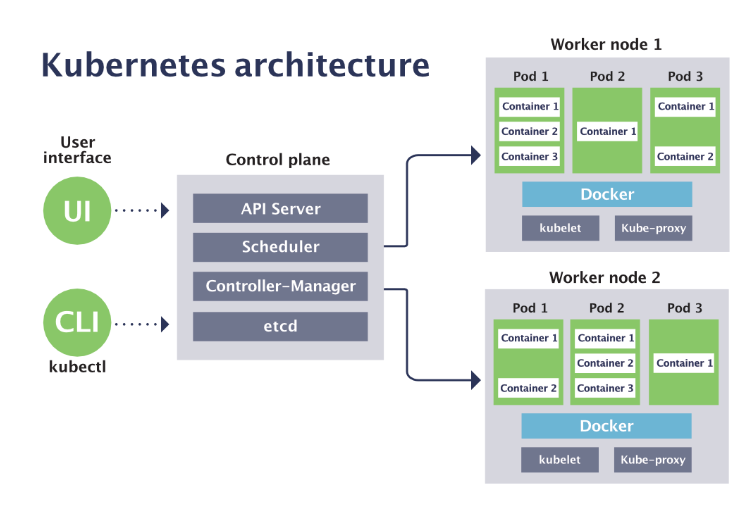 Kubernetes architecture
User
interface
UI
CLI
kubectl
Control plane
API Server
Scheduler
Controller-Manager
etcd
Worker node 1
Pod 1
Pod 2
Pod 3
Container 1
Container 2
Container 3
Container 1
Container 1
Container 2
Docker
kubelet
Kube-proxy
Worker node 2
Pod 1
Pod 2
Pod 3
Container 1
Container 2
Container 1
Container 2
Container 3
Container 1
Docker
kubelet
Kube-proxy